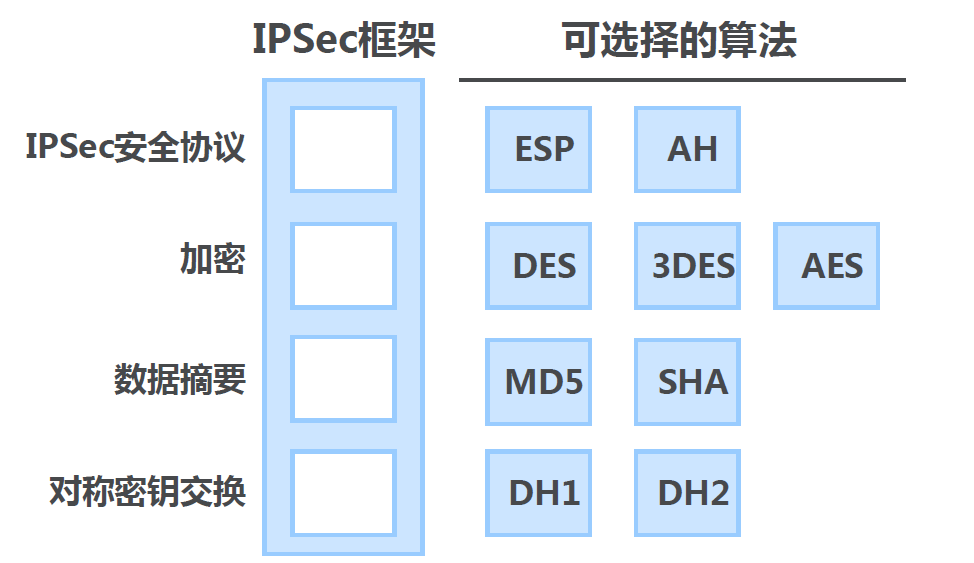 IPSec框架 可选择的算法
IPSec安全协议 ESP AH
加密 DES 3DES AES
数据摘要 MD5 SHA
对称密钥交换 DH1 DH2